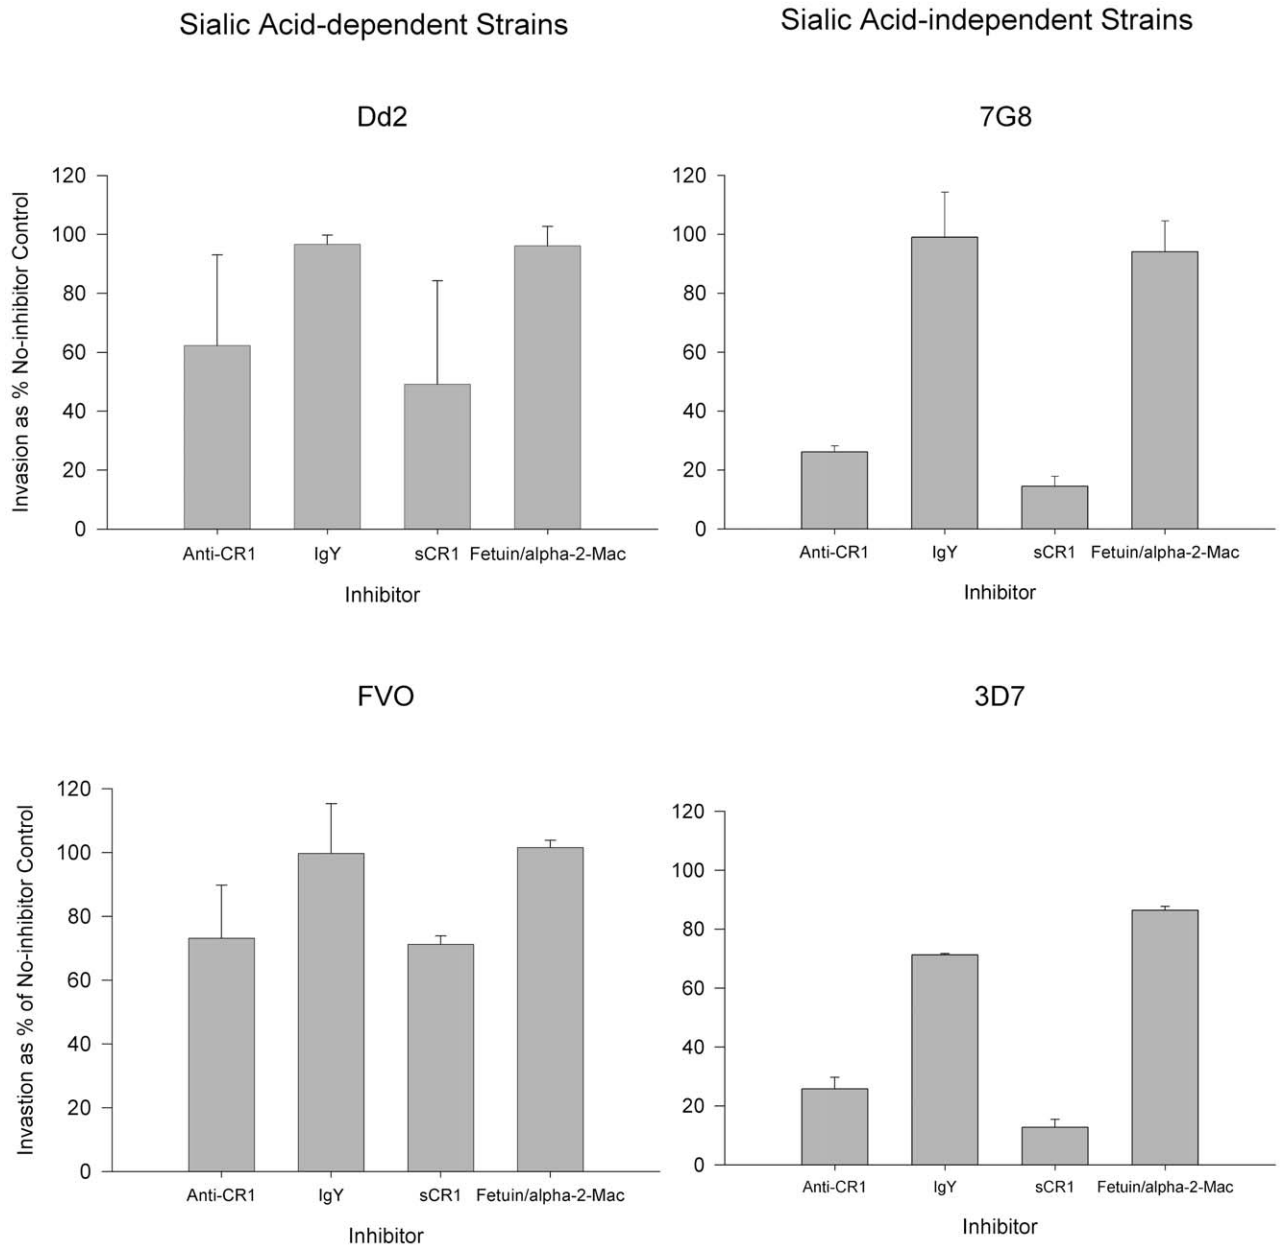 Sialic Acid-dependent Strains
Sialic Acid-independent Strains
Dd2
Invasion as % No-inhibitor Control
120
100
80
60
40
20
0
Anti-CR1 IgY sCR1 Fetuin/alpha-2-Mac
Inhibitor
7G8
120
100
80
60
40
20
0
Anti-CR1 IgY sCR1 Fetuin/alpha-2-Mac
Inhibitor
FVO
Invastion as % of No-inhibitor Control
120
100
80
60
40
20
0
Anti-CR1 IgY sCR1 Fetuin/alpha-2-Mac
Inhibitor
3D7
120
100
80
60
40
20
0
Anti-CR1 IgY sCR1 Fetuin/alpha-2-Mac
Inhibitor